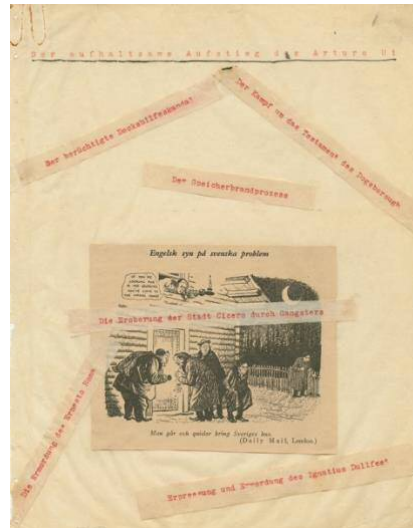 Der aufhaltsame Aufstieg des Arturo Ui
Der berüchtigte Dockshilfeskandal
Der Kampf um das Testament des Dogsborough
Der Speicherbrandprozess
Engelsk syn på svenska problem
Die Eroberung der Stadt Cicero durch Gangsters
Man går och gnider kring Sveriges hus
(Daily Mail, London.)
Die Ermordung des Ernesto Roma
Erpressung und Ermordung des Ignatius Dullfeet